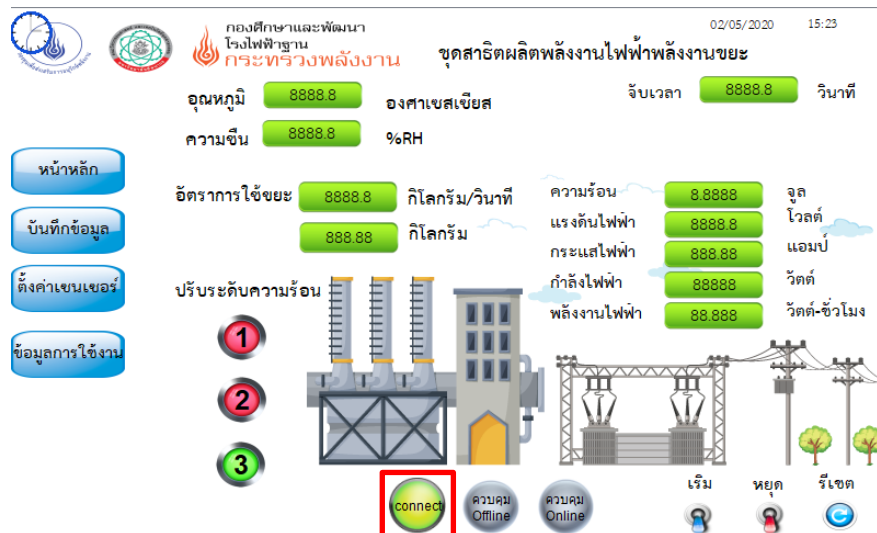 02/05/2020 15:23
กองศึกษาและพัฒนา
โรงไฟฟ้าฐาน
กระทรวงพลังงาน
ชุดสาธิตผลิตพลังงานไฟฟ้าพลังงานขยะ
อุณหภูมิ 8888.8 องศาเซสเซียส
จับเวลา 8888.8 วินาที
ความชื้น 8888.8 %RH
หน้าหลัก
บันทึกข้อมูล
ตั้งค่าเซนเซอร์
ข้อมูลการใช้งาน
อัตราการใช้ขยะ 8888.8 กิโลกรัม/วินาที
888.88 กิโลกรัม
ความร้อน 8.8888 จูล
แรงดันไฟฟ้า 8888.8 โวลต์
กระแสไฟฟ้า 888.88 แอมป์
กำลังไฟฟ้า 88888 วัตต์
พลังงานไฟฟ้า 88.888 วัตต์-ชั่วโมง
ปรับระดับความร้อน
1
2
3
connect
ควบคุม
Offline
ควบคุม
Online
เริ่ม หยุด รีเซต